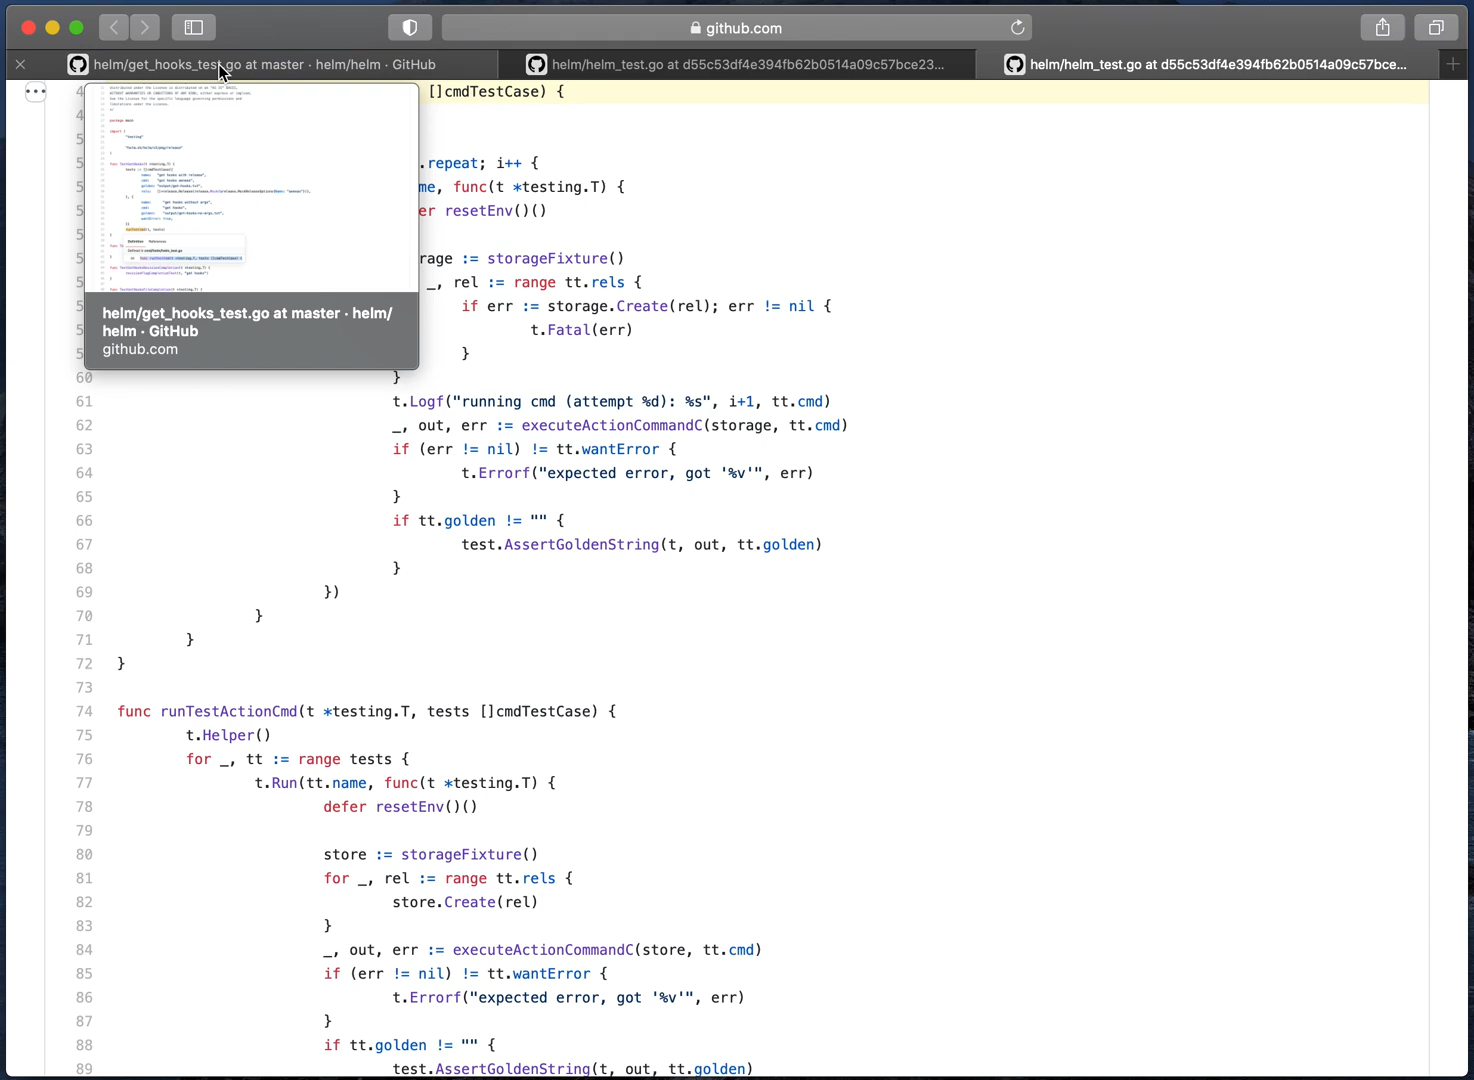 github.com
helm/get_hooks_test.go at master · helm/helm · GitHub
helm/helm_test.go at d55c53df4e394fb62b0514a09c57bce23...
helm/helm_test.go at d55c53df4e394fb62b0514a09c57bce...
[]cmdTestCase) {
.repeat; i++ {
me, func(t *testing.T) {
er resetEnv()()
rage := storageFixture()
_, rel := range tt.rels {
if err := storage.Create(rel); err != nil {
t.Fatal(err)
}
helm/get_hooks_test.go at master · helm/
helm · GitHub
github.com
60 }
61 t.Logf("running cmd (attempt %d): %s", i+1, tt.cmd)
62 _, out, err := executeActionCommandC(storage, tt.cmd)
63 if (err != nil) != tt.wantError {
64 t.Errorf("expected error, got '%v'", err)
65 }
66 if tt.golden != "" {
67 test.AssertGoldenString(t, out, tt.golden)
68 }
69 })
70 }
71 }
72 }
73
74 func runTestActionCmd(t *testing.T, tests []cmdTestCase) {
75 t.Helper()
76 for _, tt := range tests {
77 t.Run(tt.name, func(t *testing.T) {
78 defer resetEnv()()
79
80 store := storageFixture()
81 for _, rel := range tt.rels {
82 store.Create(rel)
83 }
84 _, out, err := executeActionCommandC(store, tt.cmd)
85 if (err != nil) != tt.wantError {
86 t.Errorf("expected error, got '%v'", err)
87 }
88 if tt.golden != "" {
89 test.AssertGoldenString(t, out, tt.golden)